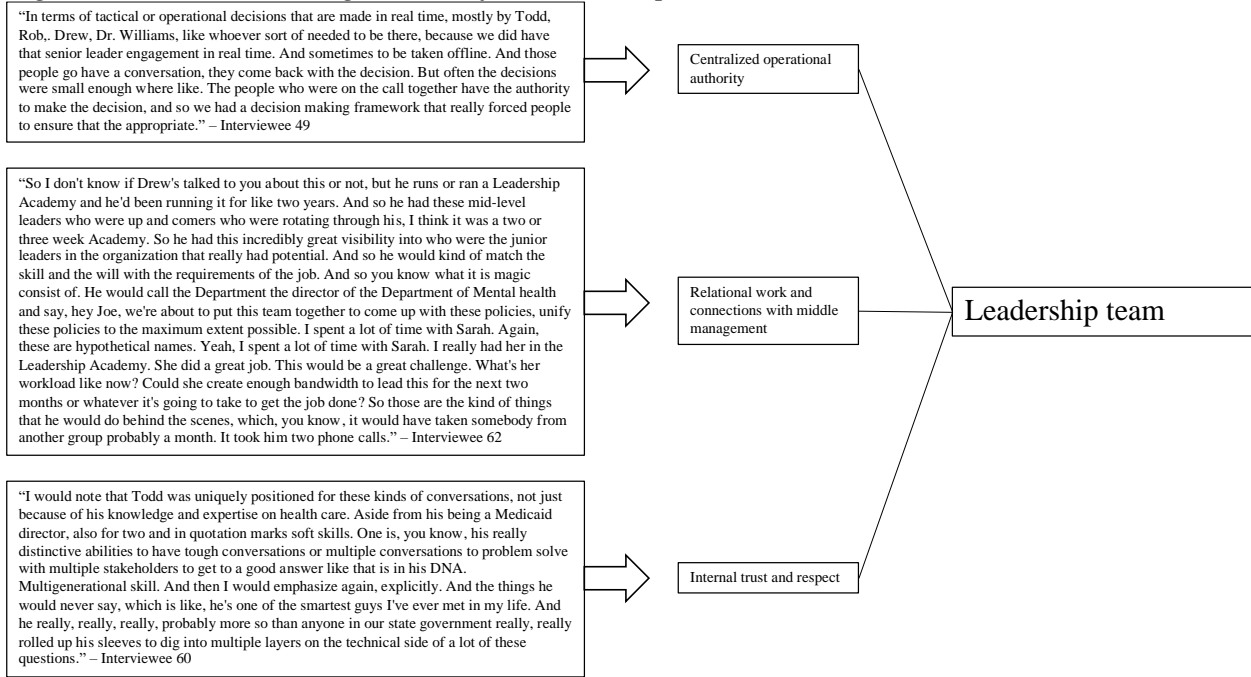 “In terms of tactical or operational decisions that are made in real time, mostly by Todd,
Rob,. Drew, Dr. Williams, like whoever sort of needed to be there, because we did have
that senior leader engagement in real time. And sometimes to be taken offline. And those
people go have a conversation, they come back with the decision. But often the decisions
were small enough where like. The people who were on the call together have the authority
to make the decision, and so we had a decision making framework that really forced people
to ensure that the appropriate.” – Interviewee 49
Centralized operational
authority
“So I don't know if Drew's talked to you about this or not, but he runs or ran a Leadership
Academy and he'd been running it for like two years. And so he had these mid-level
leaders who were up and comers who were rotating through his, I think it was a two or
three week Academy. So he had this incredibly great visibility into who were the junior
leaders in the organization that really had potential. And so he would kind of match the
skill and the will with the requirements of the job. And so you know what it is magic
consist of. He would call the Department the director of the Department of Mental health
and say, hey Joe, we're about to put this team together to come up with these policies, unify
these policies to the maximum extent possible. I spent a lot of time with Sarah. Again,
these are hypothetical names. Yeah, I spent a lot of time with Sarah. I really had her in the
Leadership Academy. She did a great job. This would be a great challenge. What's her
workload like now? Could she create enough bandwidth to lead this for the next two
months or whatever it's going to take to get the job done? So those are the kind of things
that he would do behind the scenes, which, you know, it would have taken somebody from
another group probably a month. It took him two phone calls.” – Interviewee 62
Relational work and
connections with middle
management
Leadership team
“I would note that Todd was uniquely positioned for these kinds of conversations, not just
because of his knowledge and expertise on health care. Aside from his being a Medicaid
director, also for two and in quotation marks soft skills. One is, you know, his really
distinctive abilities to have tough conversations or multiple conversations to problem solve
with multiple stakeholders to get to a good answer like that is in his DNA.
Multigenerational skill. And then I would emphasize again, explicitly. And the things he
would never say, which is like, he's one of the smartest guys I've ever met in my life. And
he really, really, really, probably more so than anyone in our state government really, really
rolled up his sleeves to dig into multiple layers on the technical side of a lot of these
questions.” – Interviewee 60
Internal trust and respect